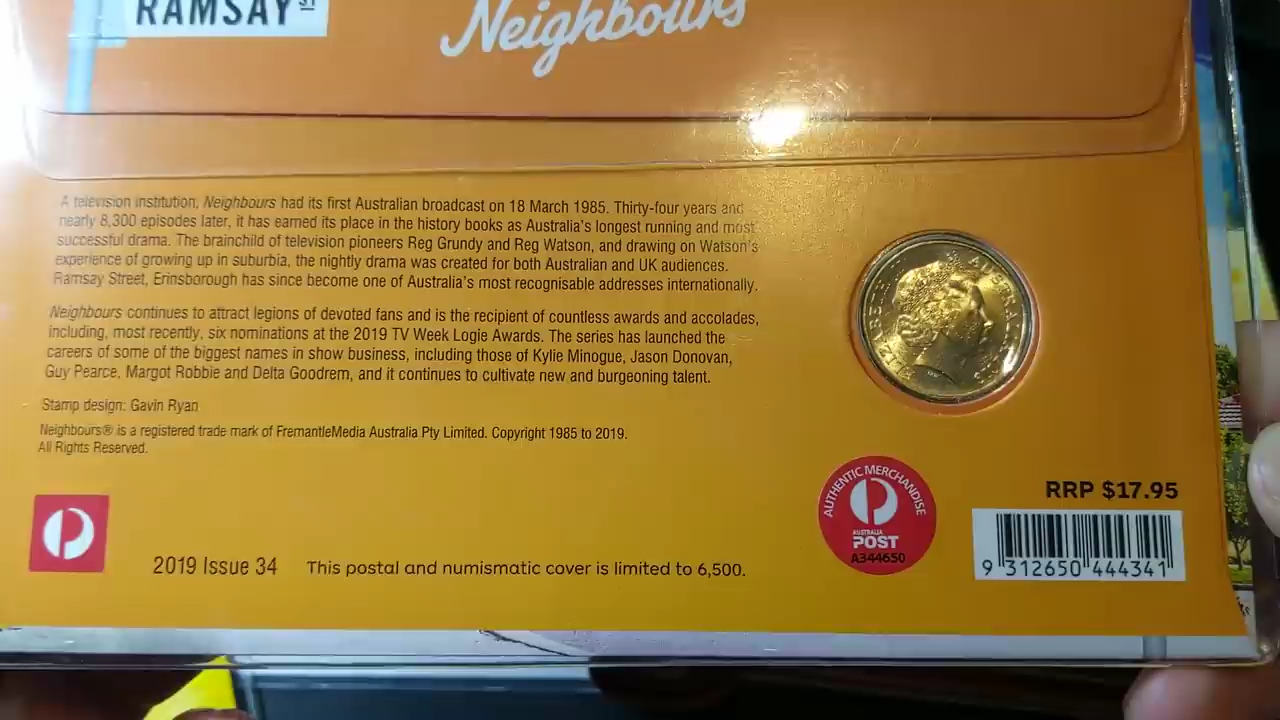 RAMSAY ST
Neighbours
A television institution, Neighbours had its first Australian broadcast on 18 March 1985. Thirty-four years and
nearly 8,300 episodes later, it has earned its place in the history books as Australia's longest running and most
successful drama. The brainchild of television pioneers Reg Grundy and Reg Watson, and drawing on Watson's
experience of growing up in suburbia, the nightly drama was created for both Australian and UK audiences.
Ramsay Street, Erinsborough has since become one of Australia's most recognisable addresses internationally.
Neighbours continues to attract legions of devoted fans and is the recipient of countless awards and accolades,
including, most recently, six nominations at the 2019 TV Week Logie Awards. The series has launched the
careers of some of the biggest names in show business, including those of Kylie Minogue, Jason Donovan,
Guy Pearce, Margot Robbie and Delta Goodrem, and it continues to cultivate new and burgeoning talent.
Stamp design: Gavin Ryan
Neighbours® is a registered trade mark of FremantleMedia Australia Pty Limited. Copyright 1985 to 2019.
All Rights Reserved.
2019 Issue 34
This postal and numismatic cover is limited to 6,500.
AUTHENTIC MERCHANDISE
AUSTRALIA
POST
A344650
RRP $17.95
9 312650 444341